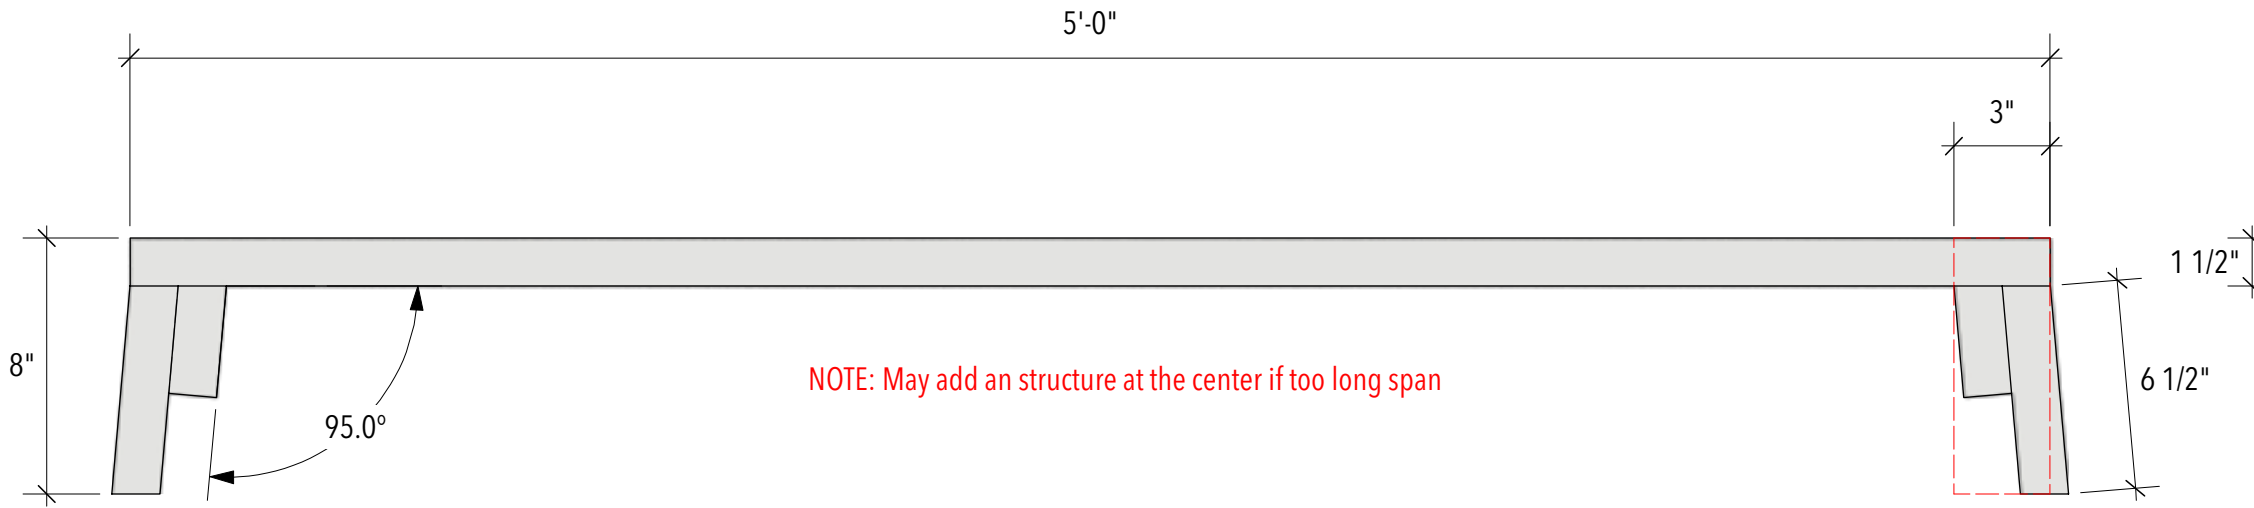 5'-0"
3"
1 1/2"
8"
6 1/2"
NOTE: May add an structure at the center if too long span
95.0º